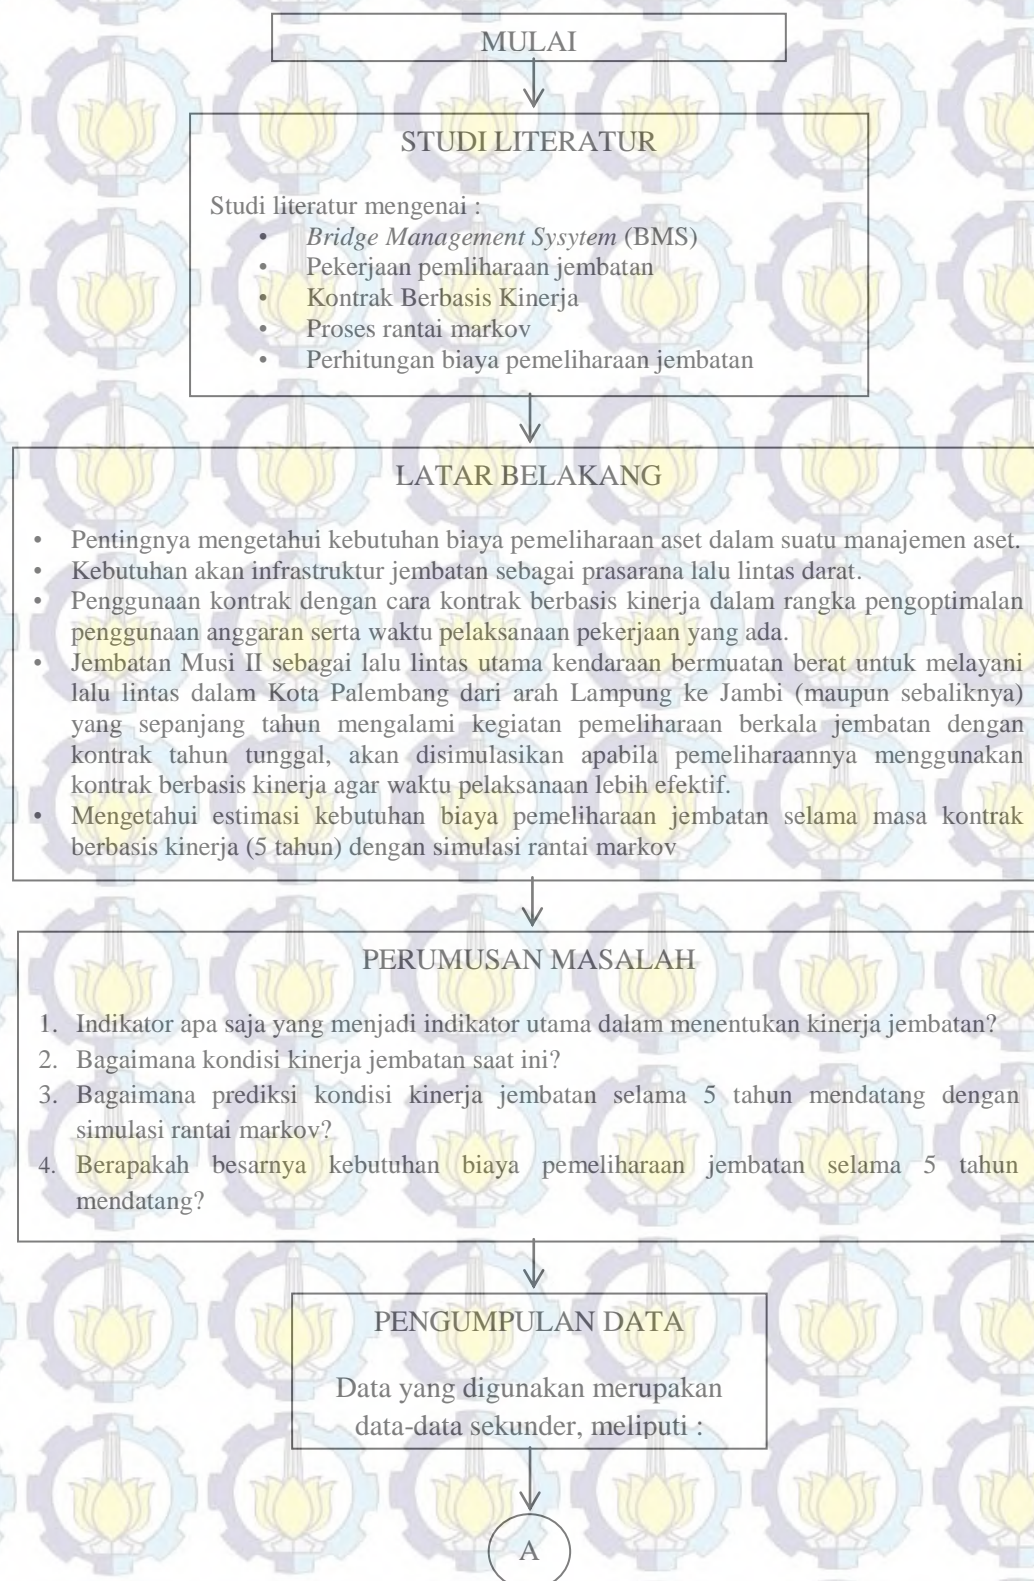 MULAI
STUDI LITERATUR
Studi literatur mengenai :
• Bridge Management Sysytem (BMS)
• Pekerjaan pemliharaan jembatan
• Kontrak Berbasis Kinerja
• Proses rantai markov
• Perhitungan biaya pemeliharaan jembatan
LATAR BELAKANG
• Pentingnya mengetahui kebutuhan biaya pemeliharaan aset dalam suatu manajemen aset.
• Kebutuhan akan infrastruktur jembatan sebagai prasarana lalu lintas darat.
• Penggunaan kontrak dengan cara kontrak berbasis kinerja dalam rangka pengoptimalan
penggunaan anggaran serta waktu pelaksanaan pekerjaan yang ada.
• Jembatan Musi II sebagai lalu lintas utama kendaraan bermuatan berat untuk melayani
lalu lintas dalam Kota Palembang dari arah Lampung ke Jambi (maupun sebaliknya)
yang sepanjang tahun mengalami kegiatan pemeliharaan berkala jembatan dengan
kontrak tahun tunggal, akan disimulasikan apabila pemeliharaannya menggunakan
kontrak berbasis kinerja agar waktu pelaksanaan lebih efektif.
• Mengetahui estimasi kebutuhan biaya pemeliharaan jembatan selama masa kontrak
berbasis kinerja (5 tahun) dengan simulasi rantai markov
PERUMUSAN MASALAH
1. Indikator apa saja yang menjadi indikator utama dalam menentukan kinerja jembatan?
2. Bagaimana kondisi kinerja jembatan saat ini?
3. Bagaimana prediksi kondisi kinerja jembatan selama 5 tahun mendatang dengan
simulasi rantai markov?
4. Berapakah besarnya kebutuhan biaya pemeliharaan jembatan selama 5 tahun
mendatang?
PENGUMPULAN DATA
Data yang digunakan merupakan
data-data sekunder, meliputi :
A